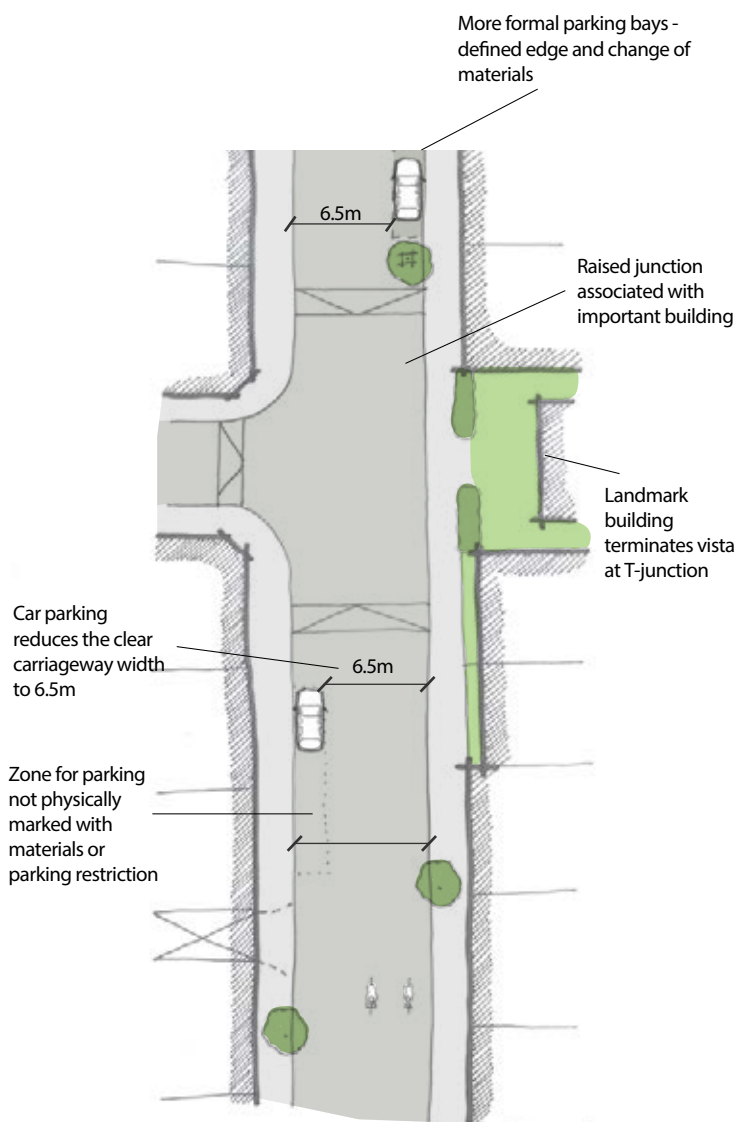 More formal parking bays -
defined edge and change of
materials
6.5m
Raised junction
associated with
important building
Landmark
building
terminates vista
at T-junction
Car parking
reduces the clear
carriageway width
to 6.5m
6.5m
Zone for parking
not physically
marked with
materials or
parking restriction